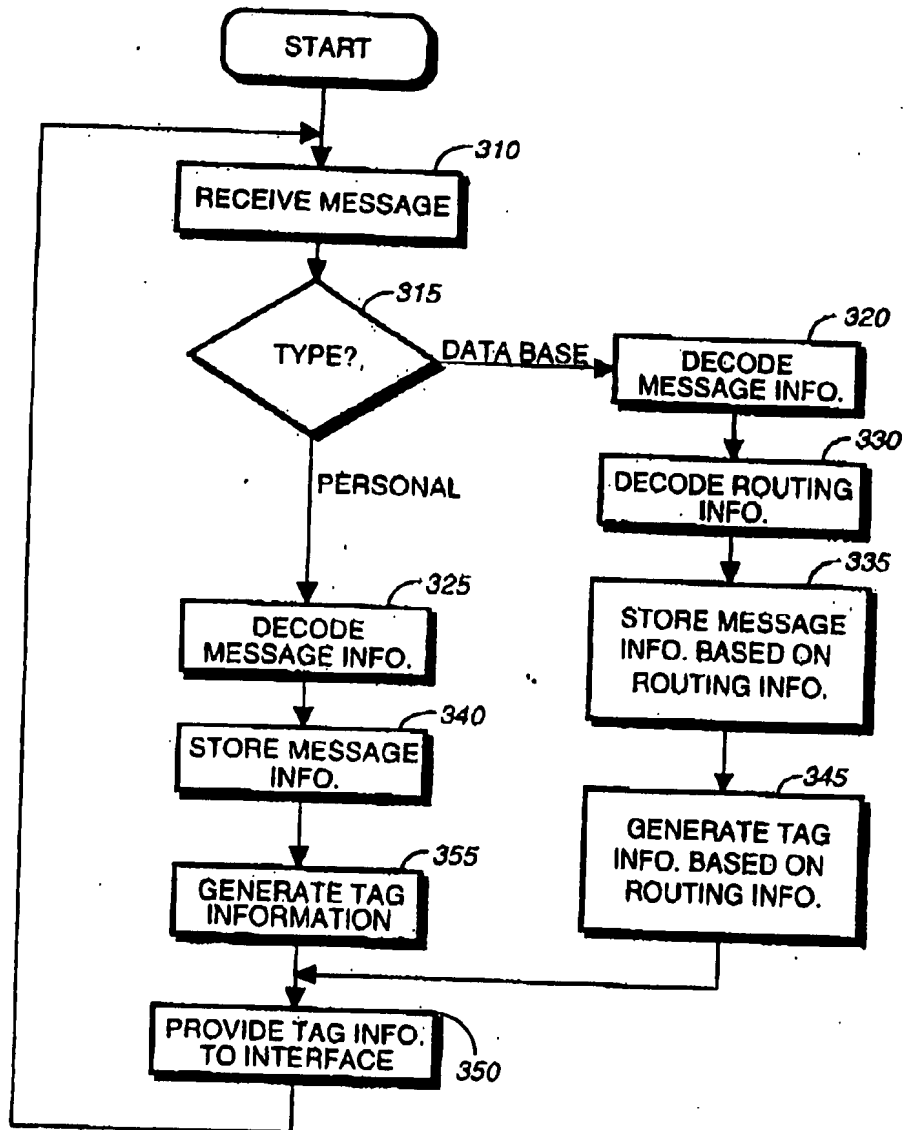 START
310
RECEIVE MESSAGE
315
TYPE?
DATA BASE
320
DECODE
MESSAGE INFO.
330
DECODE ROUTING
INFO.
PERSONAL
335
STORE MESSAGE
INFO. BASED ON
ROUTING INFO.
325
DECODE
MESSAGE INFO.
340
STORE MESSAGE
INFO.
345
GENERATE TAG
INFO. BASED ON
ROUTING INFO.
355
GENERATE TAG
INFORMATION
PROVIDE TAG INFO.
TO INTERFACE
350